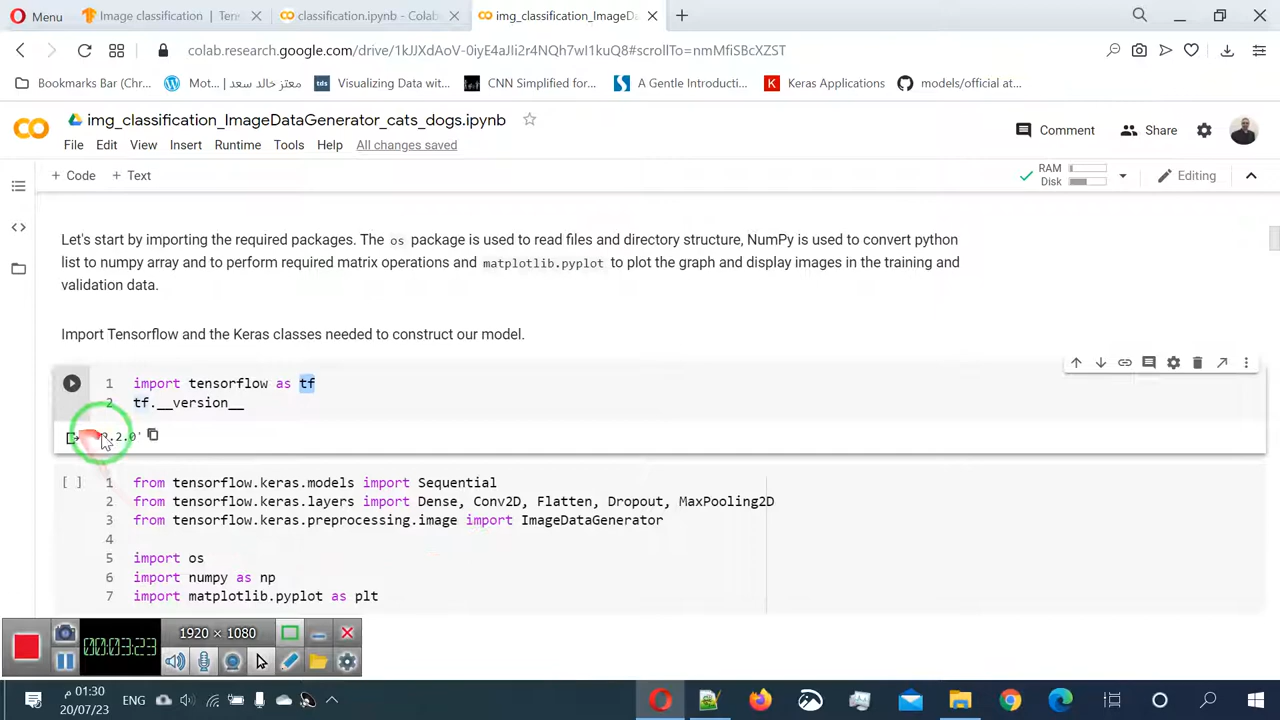 Menu
Image classification | Ten
classification.ipynb - Colab
img_classification_ImageDa
colab.research.google.com/drive/1kJJXdAoV-0iyE4aJIi2r4NQh7wI1kuQ8#scrollTo=nmMfiSBcXZST
Bookmarks Bar (Chr...
معتز خالد سعد | Mot...
tds
Visualizing Data wit...
CNN Simplified for...
A Gentle Introducti...
K
Keras Applications
models/official at...
img_classification_ImageDataGenerator_cats_dogs.ipynb
Comment
Share
File Edit View Insert Runtime Tools Help All changes saved
+ Code + Text
RAM
Disk
Editing
Let's start by importing the required packages. The os package is used to read files and directory structure, NumPy is used to convert python
list to numpy array and to perform required matrix operations and matplotlib.pyplot to plot the graph and display images in the training and
validation data.
Import Tensorflow and the Keras classes needed to construct our model.
1 import tensorflow as tf
2 tf.__version__
.2.0'
[ ] 1 from tensorflow.keras.models import Sequential
2 from tensorflow.keras.layers import Dense, Conv2D, Flatten, Dropout, MaxPooling2D
3 from tensorflow.keras.preprocessing.image import ImageDataGenerator
4
5 import os
6 import numpy as np
7 import matplotlib.pyplot as plt
00:03:23
1920 × 1080
ENG
01:30 م
20/07/23